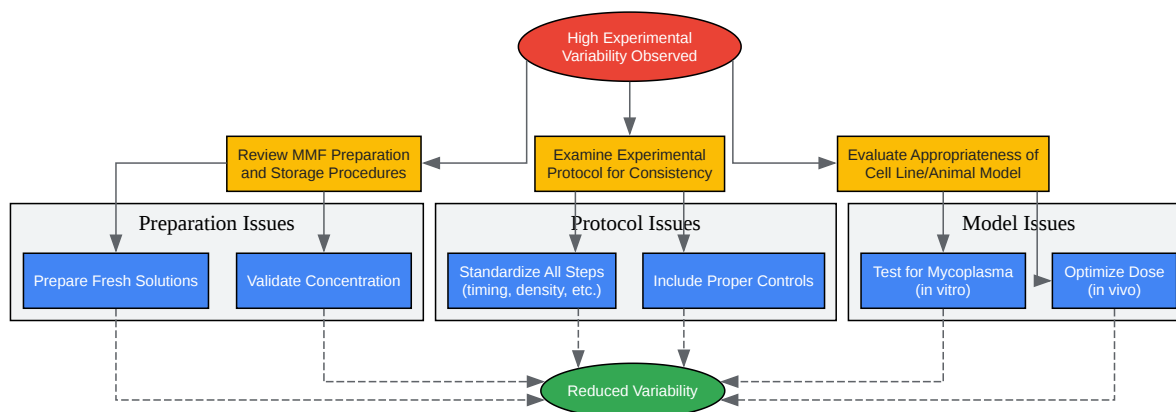 High Experimental
Variability Observed
Review MMF Preparation
and Storage Procedures
Examine Experimental
Protocol for Consistency
Evaluate Appropriateness of
Cell Line/Animal Model
Preparation Issues
Protocol Issues
Model Issues
Prepare Fresh Solutions
Validate Concentration
Standardize All Steps
(timing, density, etc.)
Include Proper Controls
Test for Mycoplasma
(in vitro)
Optimize Dose
(in vivo)
Reduced Variability